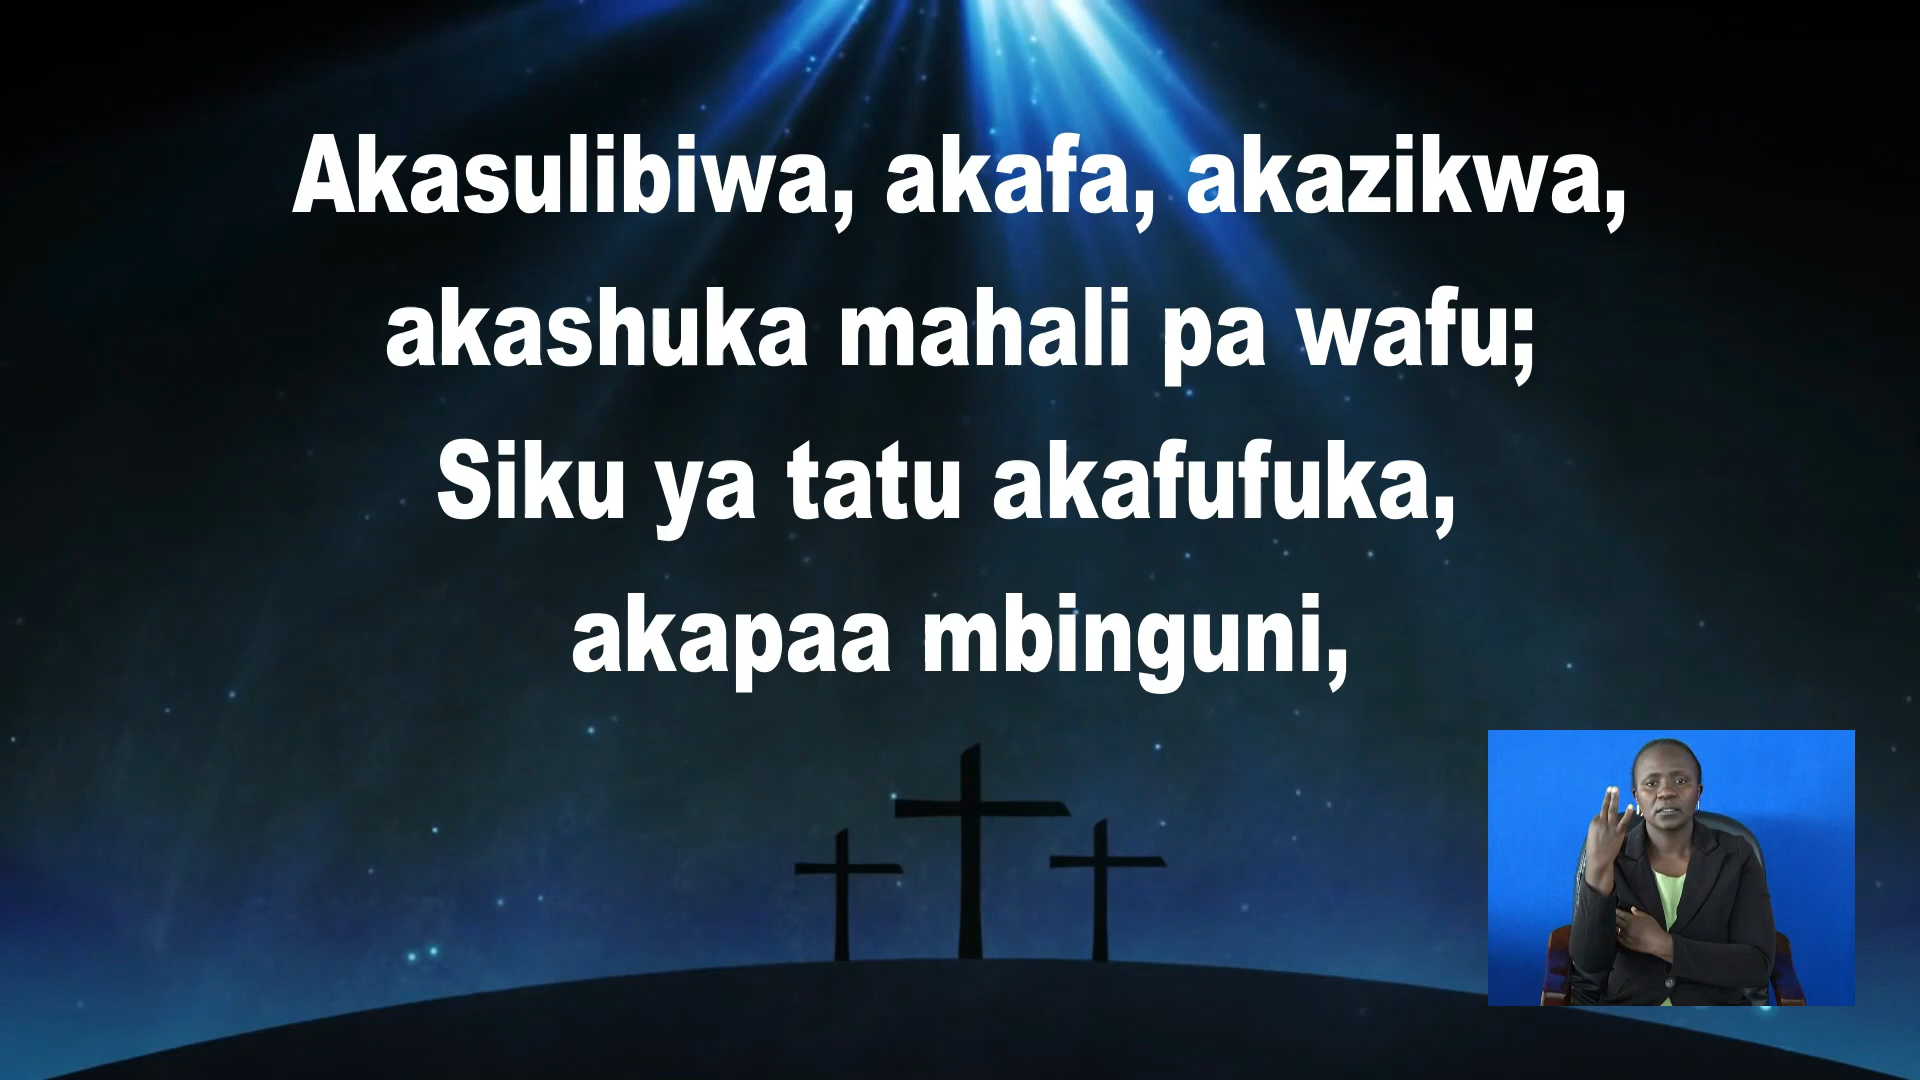 Akasulibiwa, akafa, akazikwa,
akashuka mahali pa wafu;
Siku ya tatu akafufuka,
akapaa mbinguni,